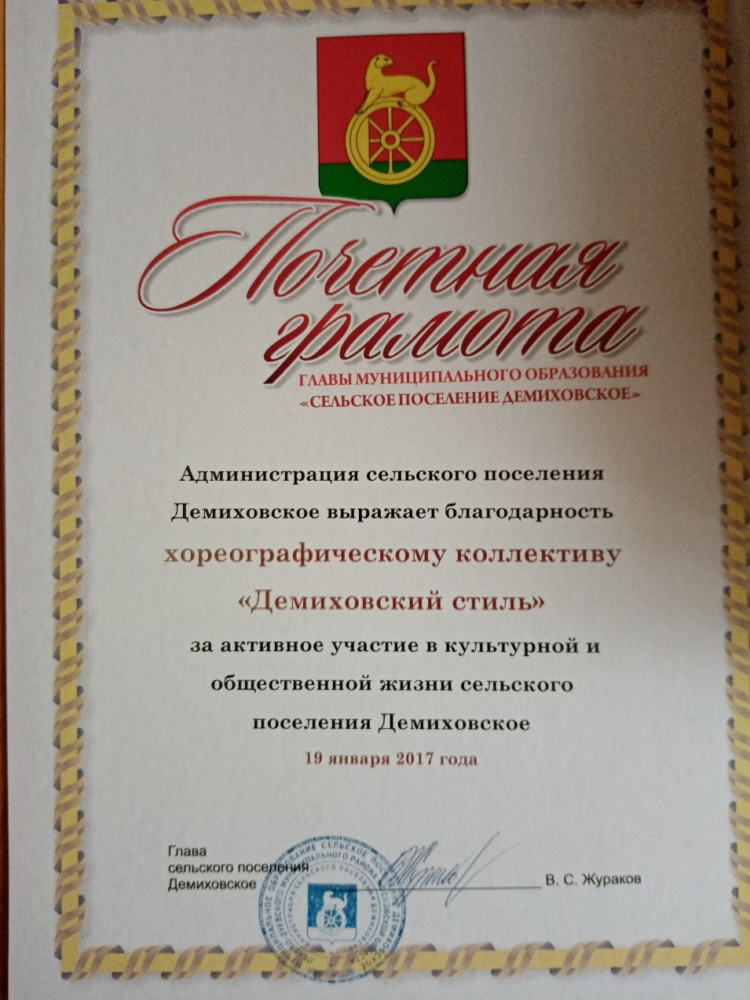 Почетная
грамота
ГЛАВЫ МУНИЦИПАЛЬНОГО ОБРАЗОВАНИЯ
«СЕЛЬСКОЕ ПОСЕЛЕНИЕ ДЕМИХОВСКОЕ»
Администрация сельского поселения
Демиховское выражает благодарность
хореографическому коллективу
«Демиховский стиль»
за активное участие в культурной и
общественной жизни сельского
поселения Демиховское
19 января 2017 года
Глава
сельского поселения
Демиховское
В. С. Жураков